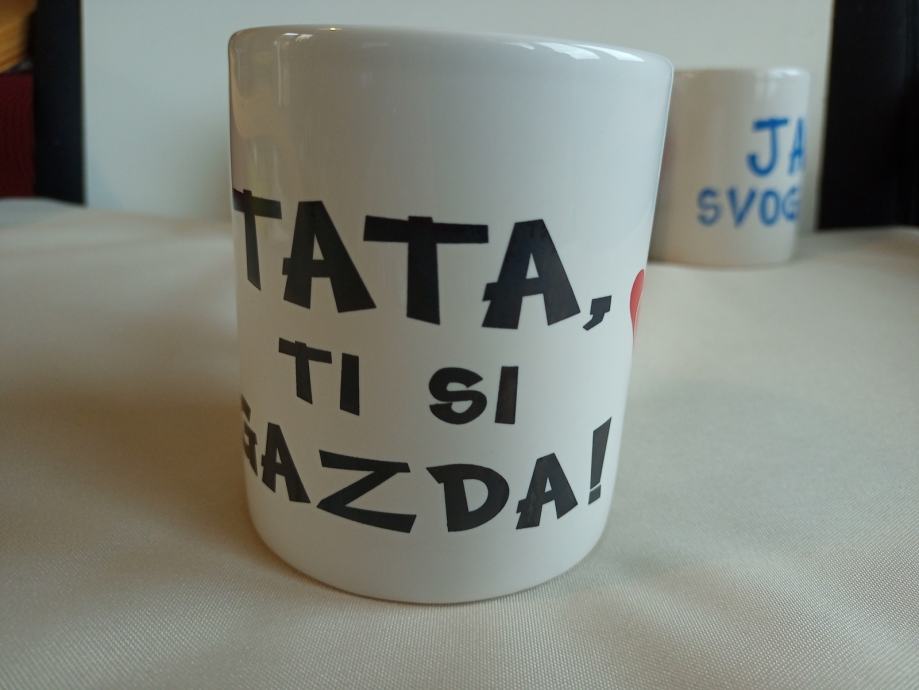 TATA,
TI SI
GAZDA!
JA
SVOG